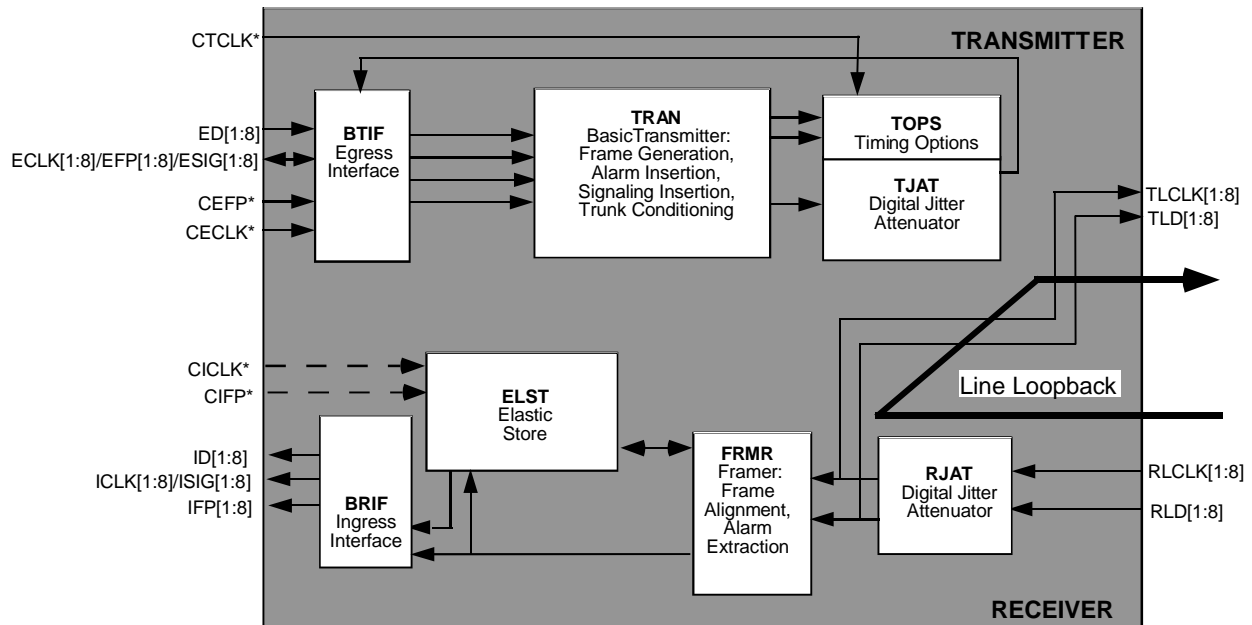 CTCLK*
TRANSMITTER
ED[1:8]
ECLK[1:8]/EFP[1:8]/ESIG[1:8]
CEFP*
CECLK*
BTIF
Egress
Interface
TRAN
BasicTransmitter:
Frame Generation,
Alarm Insertion,
Signaling Insertion,
Trunk Conditioning
TOPS
Timing Options
TJAT
Digital Jitter
Attenuator
TLCLK[1:8]
TLD[1:8]
CICLK*
CIFP*
ELST
Elastic
Store
Line Loopback
ID[1:8]
ICLK[1:8]/ISIG[1:8]
IFP[1:8]
BRIF
Ingress
Interface
FRMR
Framer:
Frame
Alignment,
Alarm
Extraction
RJAT
Digital Jitter
Attenuator
RLCLK[1:8]
RLD[1:8]
RECEIVER